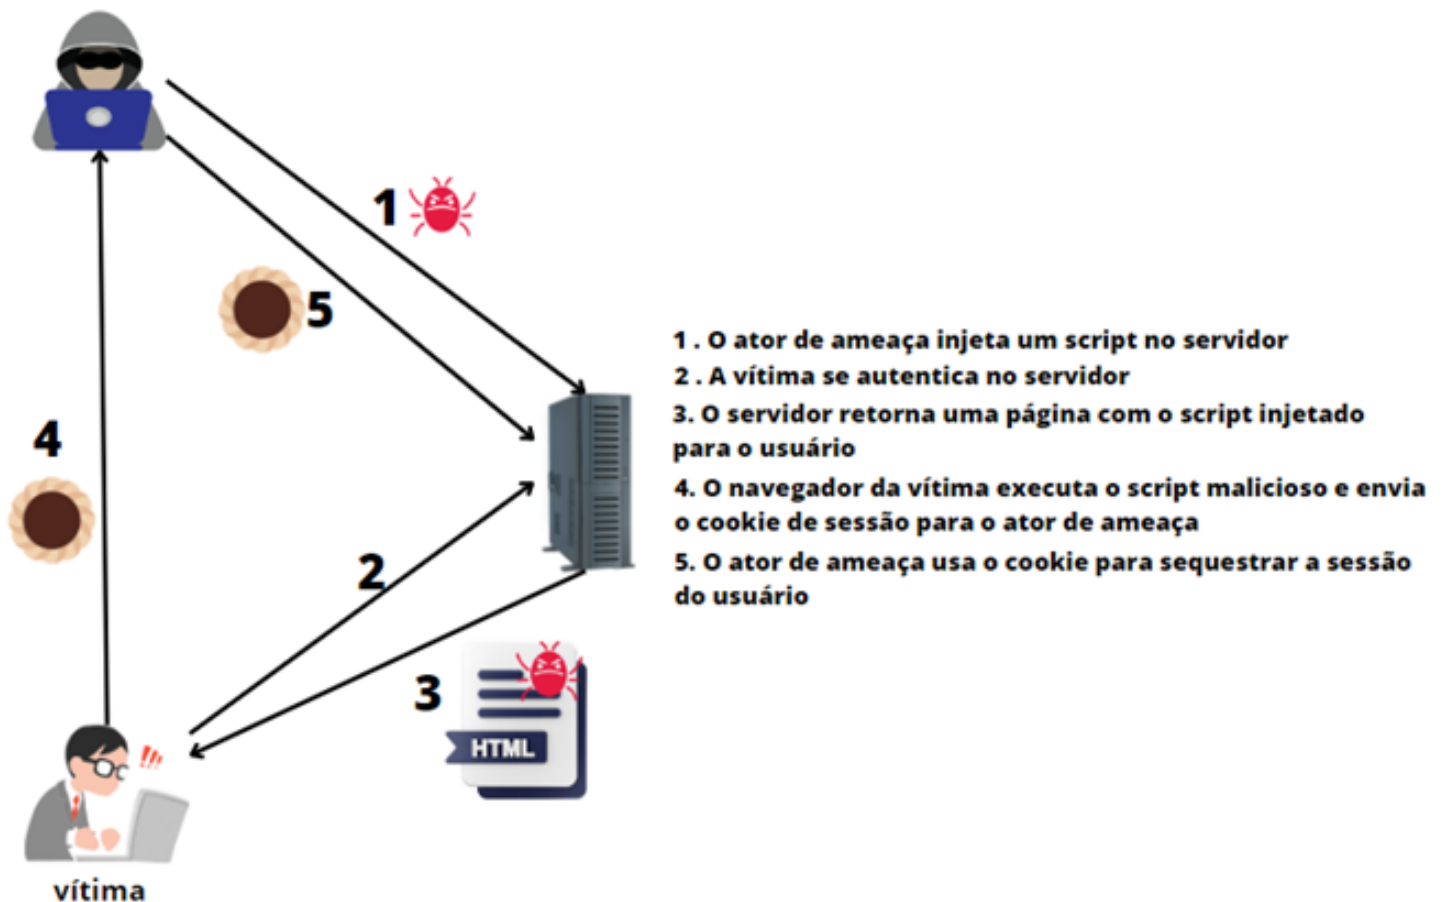 1
5
4
1 . O ator de ameaça injeta um script no servidor
2 . A vítima se autentica no servidor
3. O servidor retorna uma página com o script injetado
para o usuário
4. O navegador da vítima executa o script malicioso e envia
o cookie de sessão para o ator de ameaça
5. O ator de ameaça usa o cookie para sequestrar a sessão
do usuário
2
3
HTML
!!!
vítima